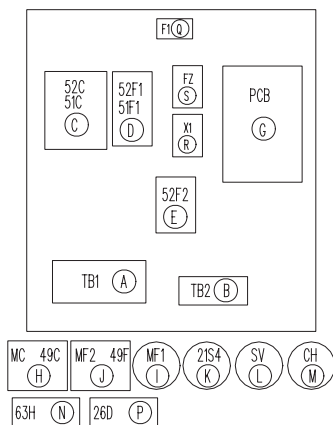 F1 Q
52C
51C
C
52F1
51F1
D
FZ
S
X1
R
PCB
G
52F2
E
TB1 A
TB2 B
MC 49C
H
MF2 49F
J
MF1
I
21S4
K
SV
L
CH
M
63H N
26D P